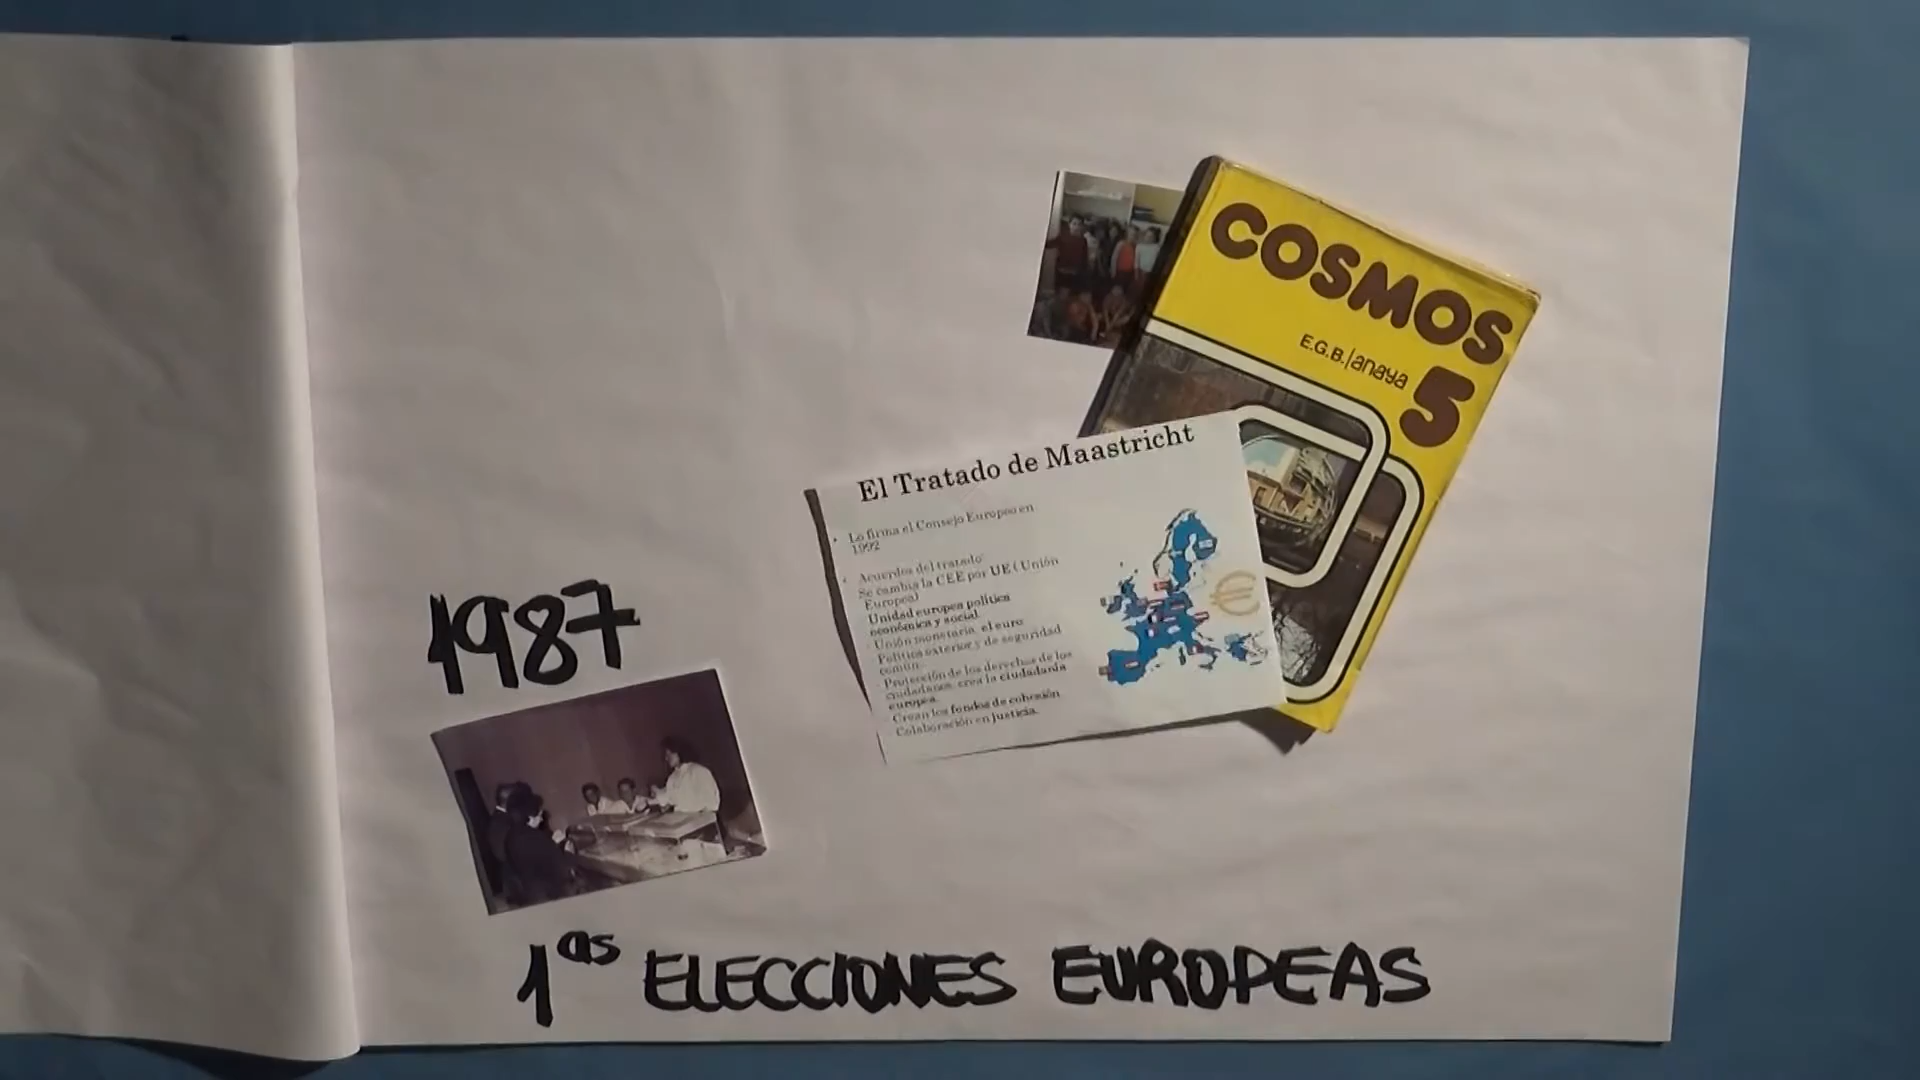 COSMOS
E.G.B./anaya
5
El Tratado de Maastricht
Lo firma el Consejo Europeo en
1992
Acuerdos del tratado:
Se cambia la CEE por UE (Unión
Europea)
Unidad europea política
económica y social
Unión monetaria: el euro
Política exterior y de seguridad
común.
Protección de los derechos de los
ciudadanos: crea la ciudadanía
europea.
Crean los fondos de cohesión
Colaboración en justicia.
€
1987
1as ELECCIONES EUROPEAS